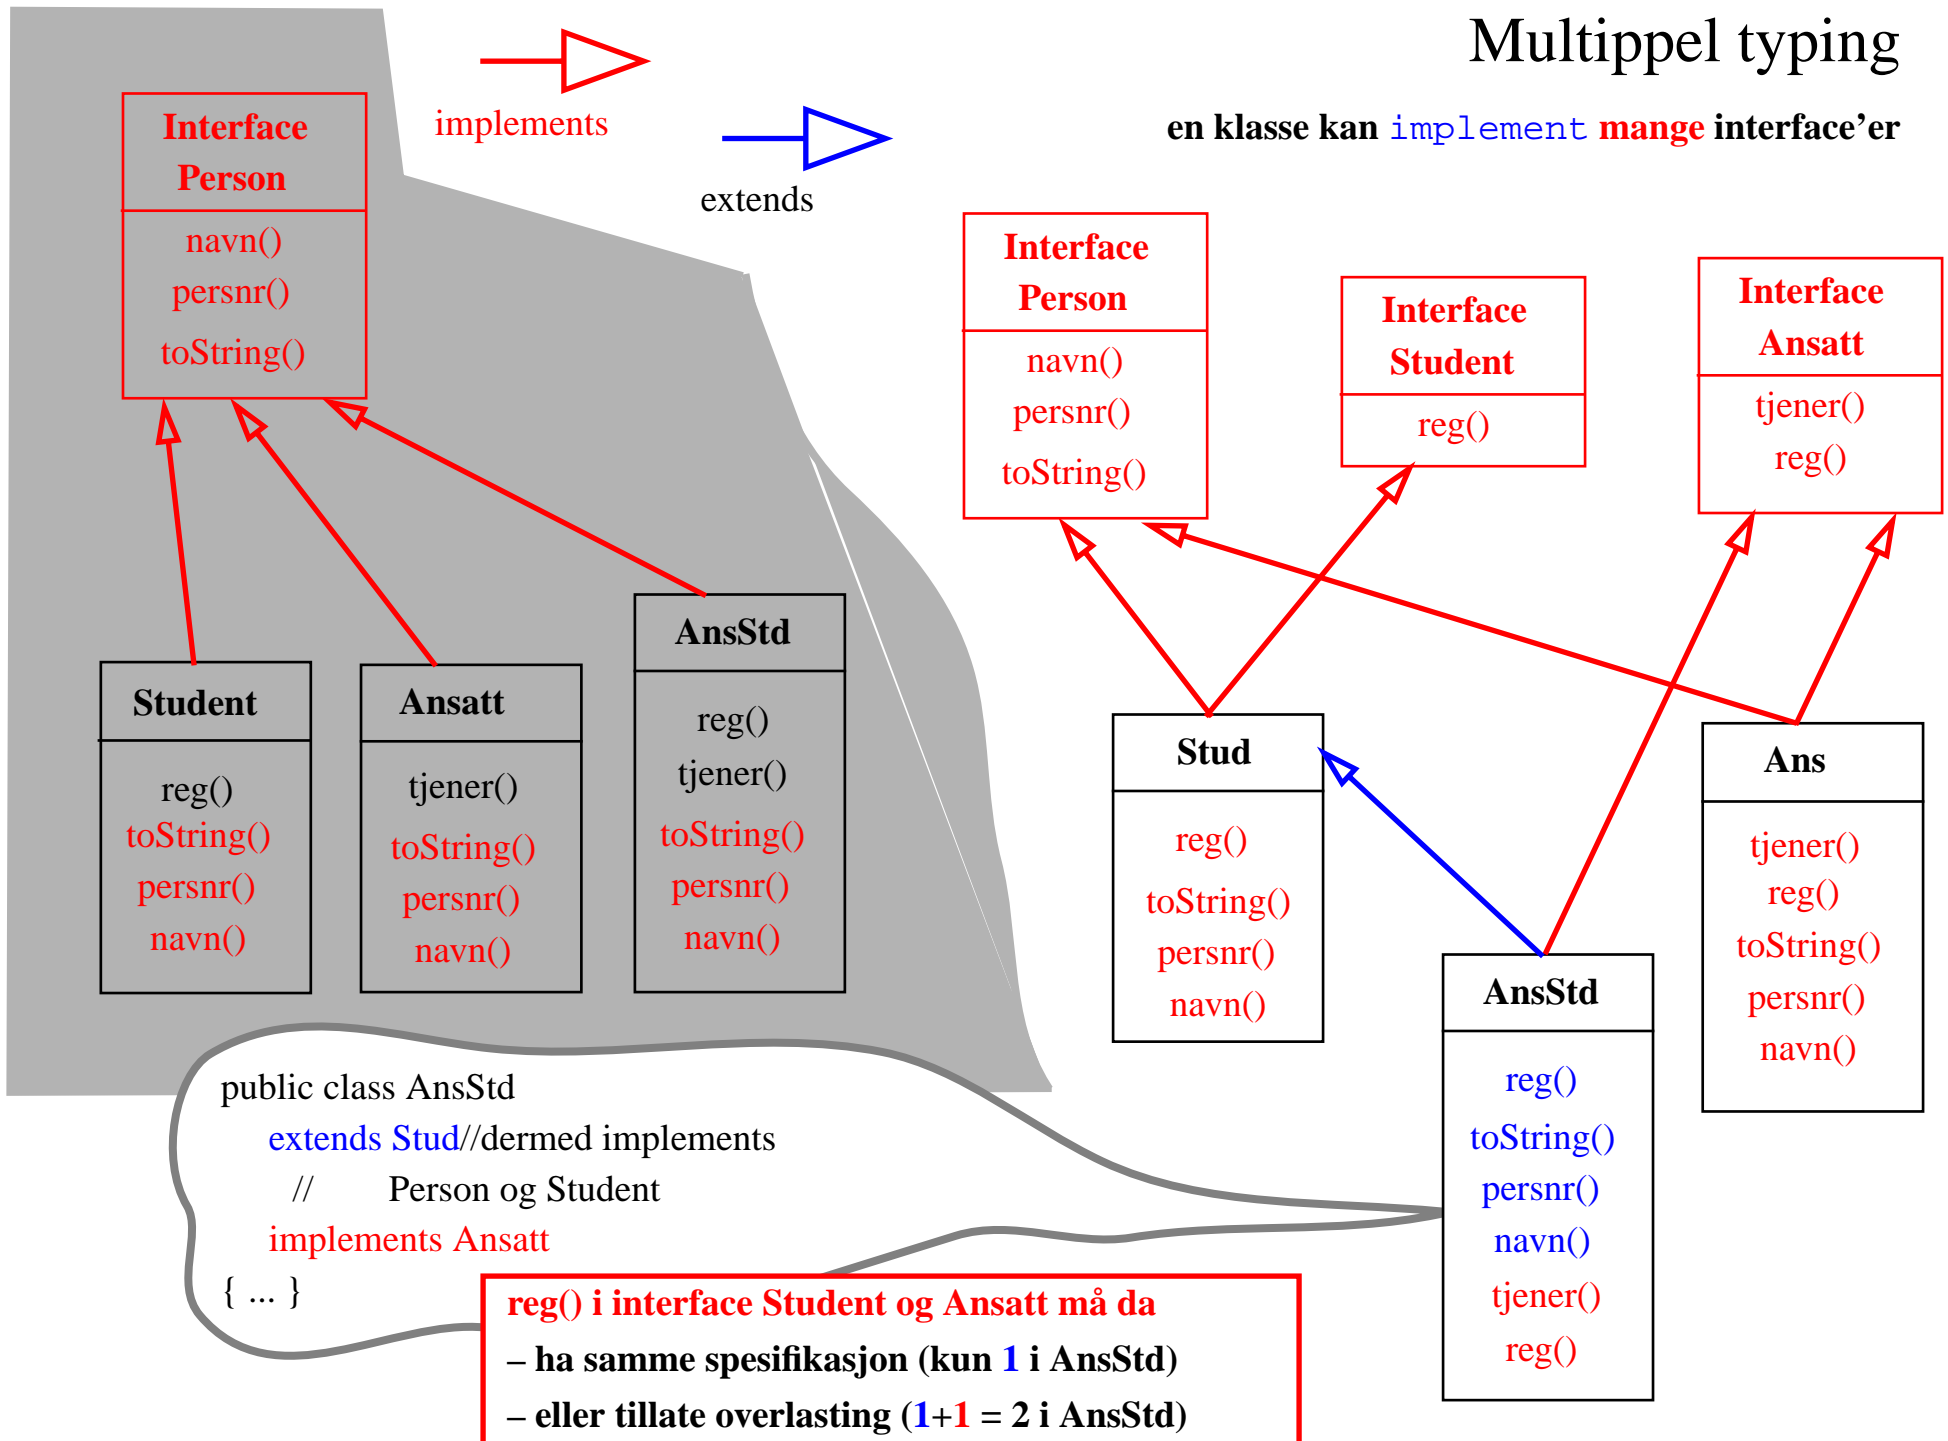 Multippel typing
en klasse kan implement mange interface’er
implements
extends
Interface
Person
navn()
persnr()
toString()
Student
reg()
toString()
persnr()
navn()
Ansatt
tjener()
toString()
persnr()
navn()
AnsStd
reg()
tjener()
toString()
persnr()
navn()
Interface
Person
navn()
persnr()
toString()
Interface
Student
reg()
Interface
Ansatt
tjener()
reg()
Stud
reg()
toString()
persnr()
navn()
AnsStd
reg()
toString()
persnr()
navn()
tjener()
reg()
Ans
tjener()
reg()
toString()
persnr()
navn()
public class AnsStd
extends Stud//dermed implements
// Person og Student
implements Ansatt
{ ... }
reg() i interface Student og Ansatt må da
– ha samme spesifikasjon (kun 1 i AnsStd)
– eller tillate overlasting (1+1 = 2 i AnsStd)